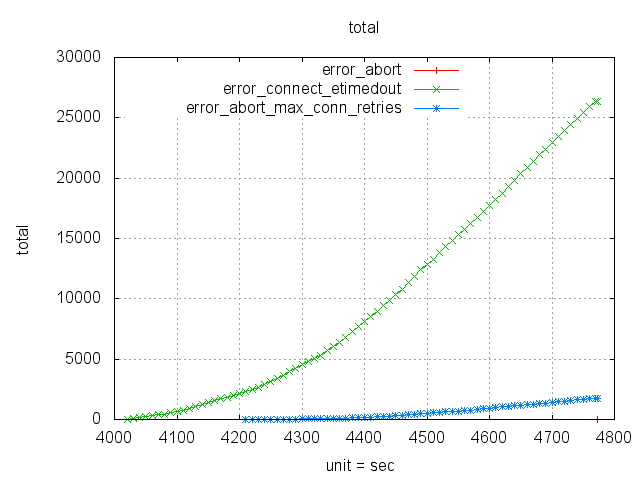 total
30000
25000
20000
15000
10000
5000
0
total
error_abort
error_connect_etimedout
error_abort_max_conn_retries
4000 4100 4200 4300 4400 4500 4600 4700 4800
unit = sec